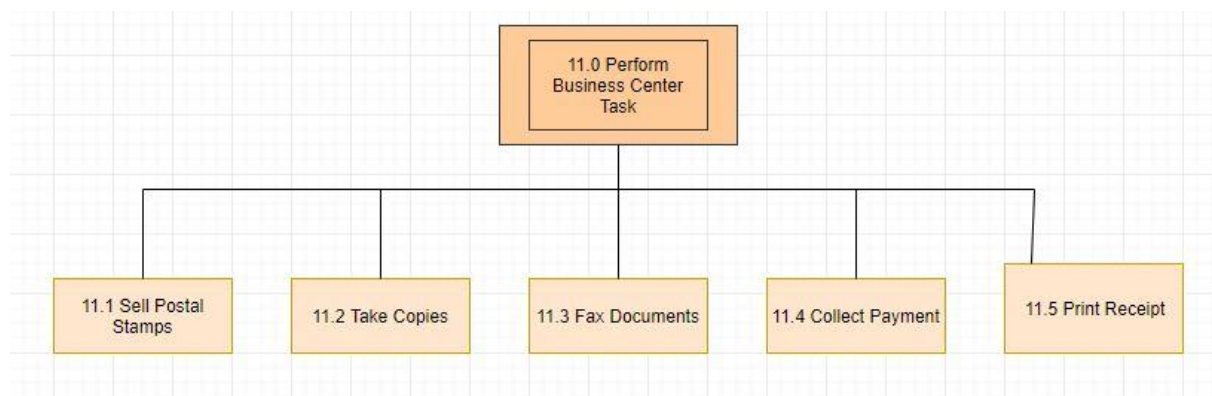 11.0 Perform
Business Center
Task
11.1 Sell Postal
Stamps
11.2 Take Copies
11.3 Fax Documents
11.4 Collect Payment
11.5 Print Receipt